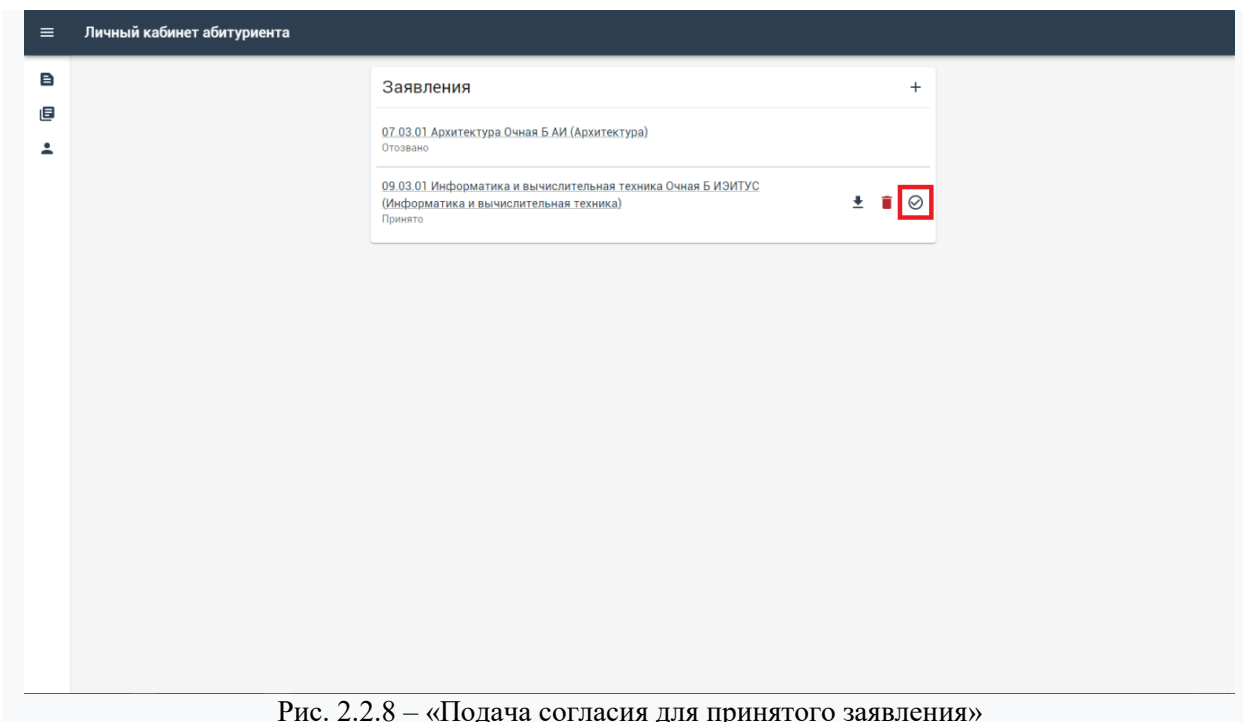 Личный кабинет абитуриента
Заявления
07.03.01 Архитектура Очная Б АИ (Архитектура)
Отозвано
09.03.01 Информатика и вычислительная техника Очная Б ИЭИТУС
(Информатика и вычислительная техника)
Принято
Рис. 2.2.8 – «Подача согласия для принятого заявления»